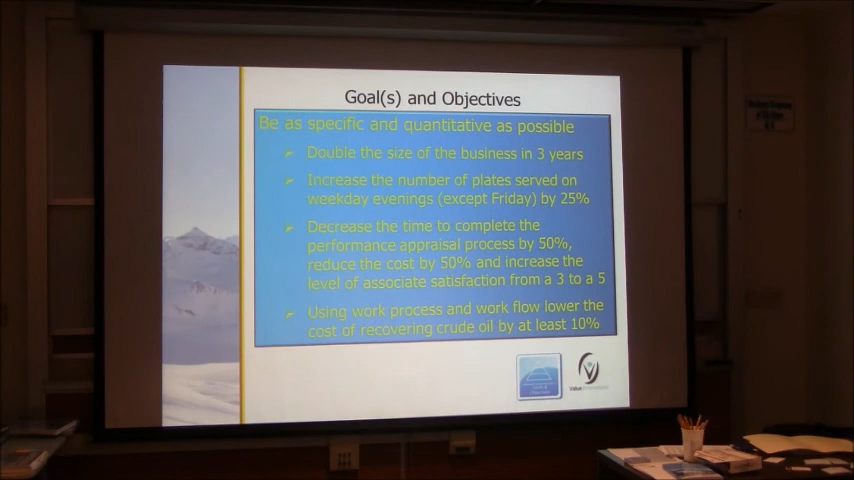 Goal(s) and Objectives
Be as specific and quantitative as possible
Double the size of the business in 3 years
Increase the number of plates served on
weekday evenings (except Friday) by 25%
Decrease the time to complete the
performance appraisal process by 50%,
reduce the cost by 50% and increase the
level of associate satisfaction from a 3 to a 5
Using work process and work flow lower the
cost of recovering crude oil by at least 10%
Value